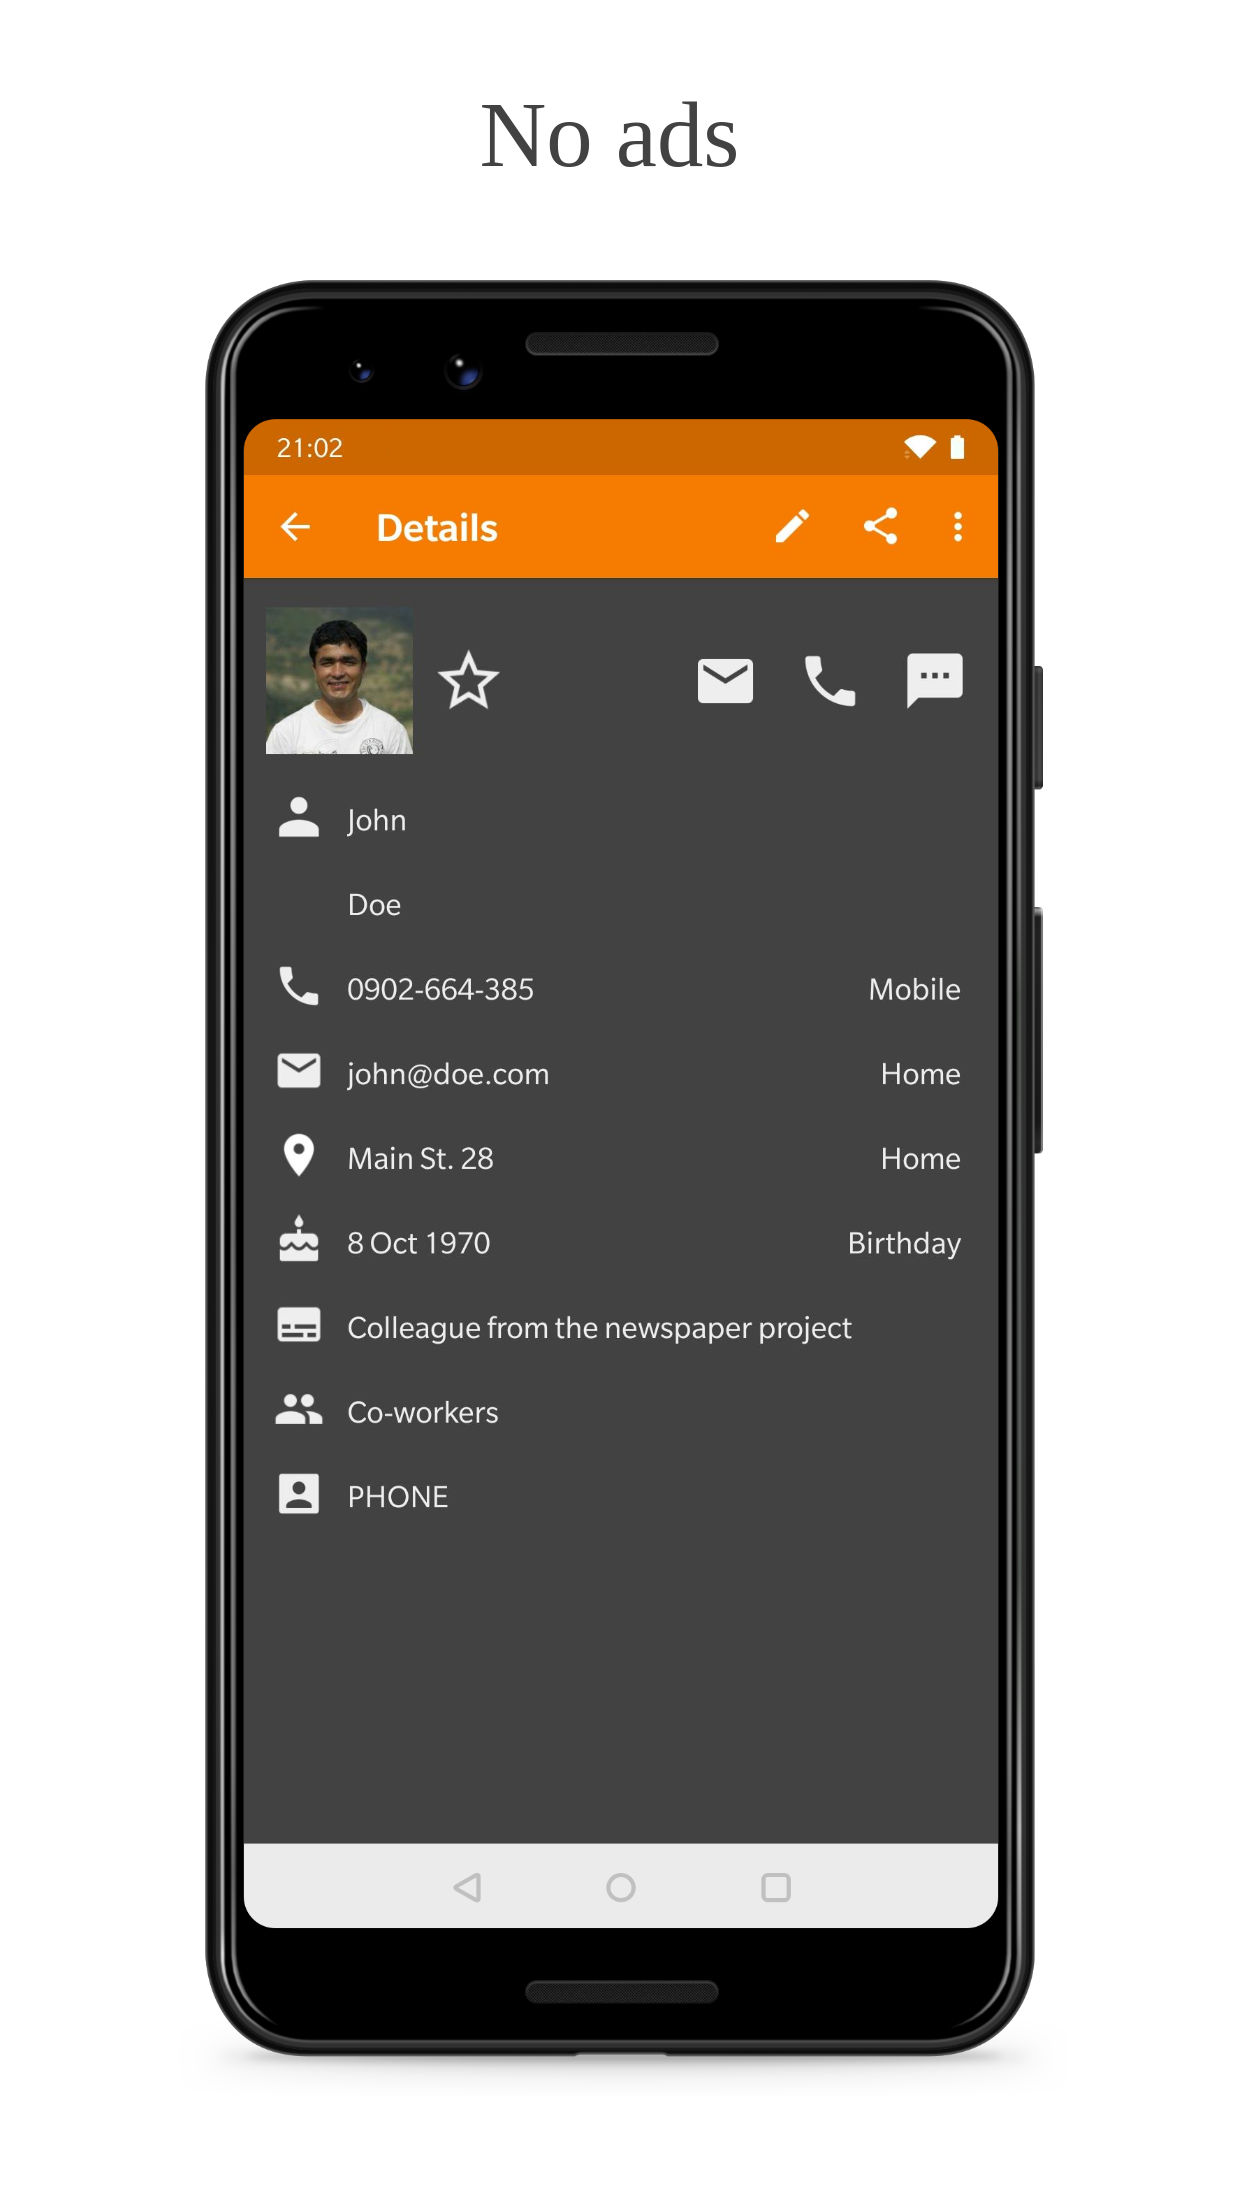 No ads
21:02
Details
John
Doe
0902-664-385 Mobile
john@doe.com Home
Main St. 28 Home
8 Oct 1970 Birthday
Colleague from the newspaper project
Co-workers
PHONE